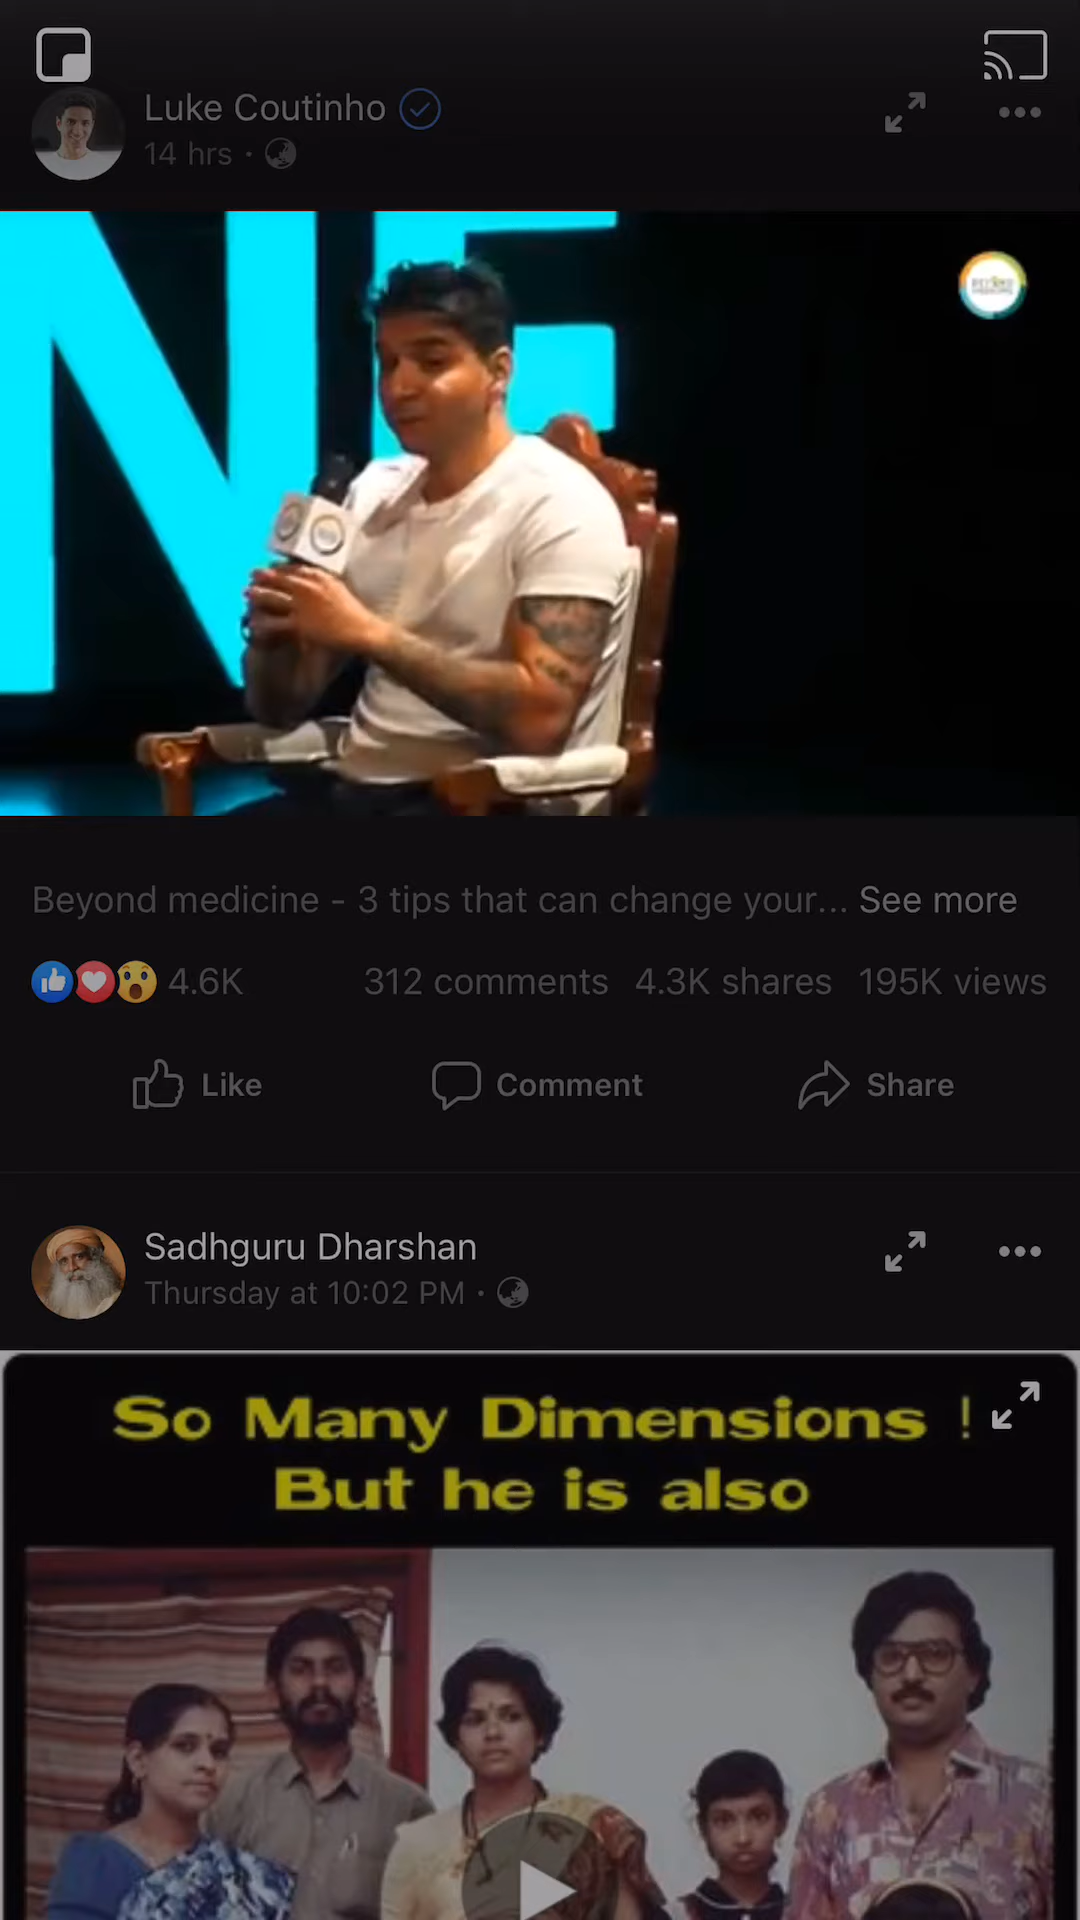 Luke Coutinho
14 hrs ·
NE
Beyond medicine - 3 tips that can change your... See more
4.6K 312 comments 4.3K shares 195K views
Like Comment Share
Sadhguru Dharshan
Thursday at 10:02 PM ·
So Many Dimensions !
But he is also